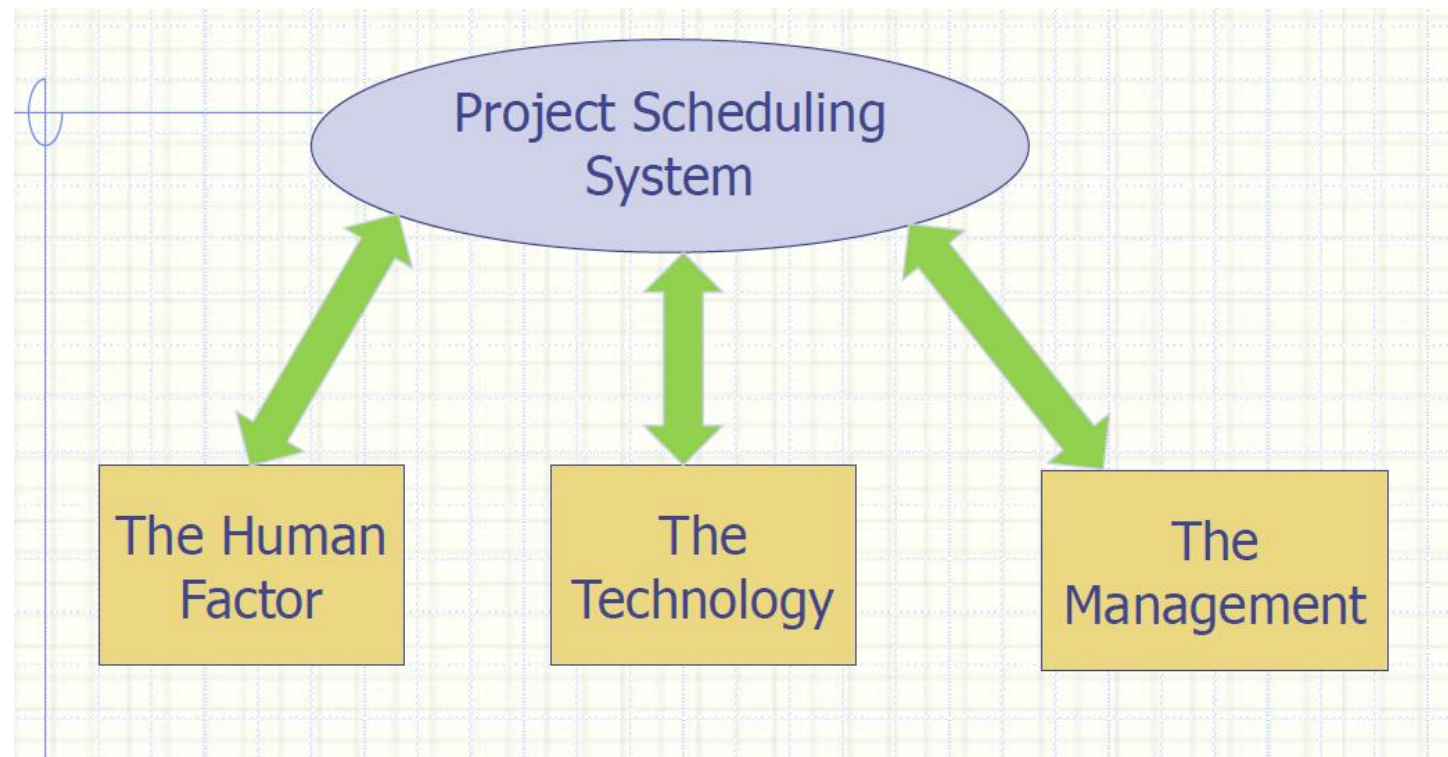 Project Scheduling
System
The Human
Factor
The
Technology
The
Management